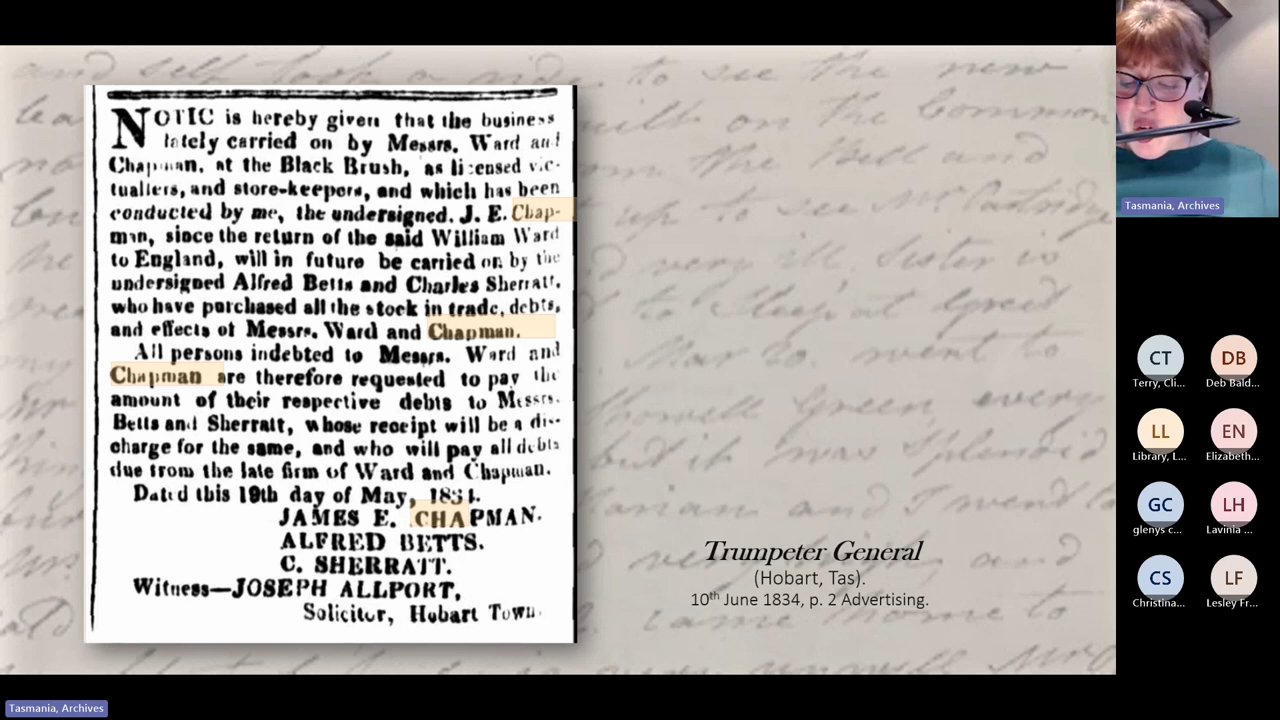 NOTIC is hereby given that the business
lately carried on by Messrs. Ward and
Chapman, at the Black Brush, as licensed vic-
tuallers, and store-keepers, and which has been
conducted by me, the undersigned, J. E. Chap-
man, since the return of the said William Ward
to England, will in future be carried on by the
undersigned Alfred Betts and Charles Sherratt,
who have purchased all the stock in trade, debts,
and effects of Messrs. Ward and Chapman.
All persons indebted to Messrs. Ward and
Chapman are therefore requested to pay the
amount of their respective debts to Messrs.
Betts and Sherratt, whose receipt will be a dis-
charge for the same, and who will pay all debts
due from the late firm of Ward and Chapman.
Dated this 19th day of May, 1834.
JAMES E. CHAPMAN.
ALFRED BETTS.
C. SHERRATT.
Witness—JOSEPH ALLPORT,
Solicitor, Hobart Town.
Trumpeter General
(Hobart, Tas).
10th June 1834, p. 2 Advertising.
Tasmania, Archives
CT
DB
Terry, Cli...
Deb Bald...
LL
EN
Library, L...
Elizabeth...
GC
LH
glenys c...
Lavinia ...
CS
LF
Christina...
Lesley Fr...
Tasmania, Archives